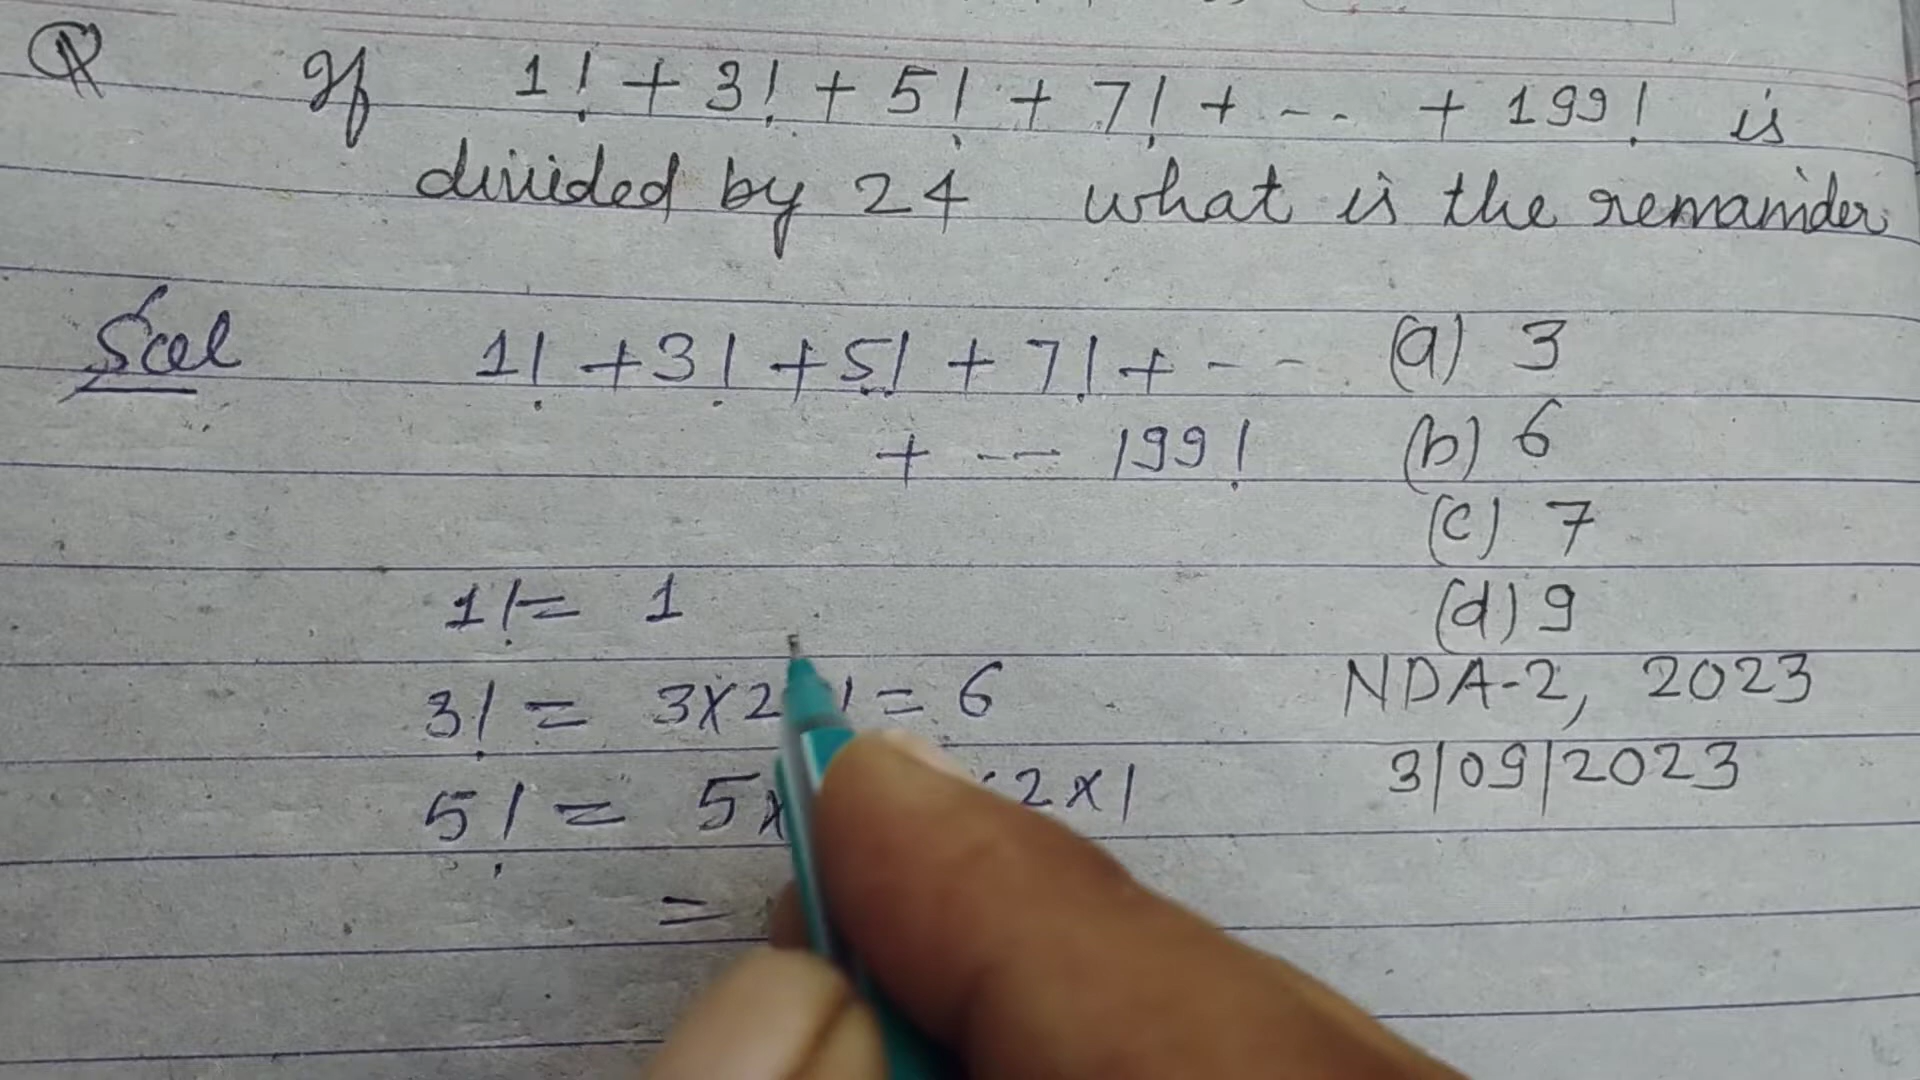 Q If 1! + 3! + 5! + 7! + -- + 199! is
divided by 24 what is the remainder
Sol 1! + 3! + 5! + 7! + -- (a) 3
+ -- 199! (b) 6
(c) 7
1! = 1 (d) 9
3! = 3×2 1 = 6 NDA-2, 2023
5! = 5× ×2×1 3/09/2023
=